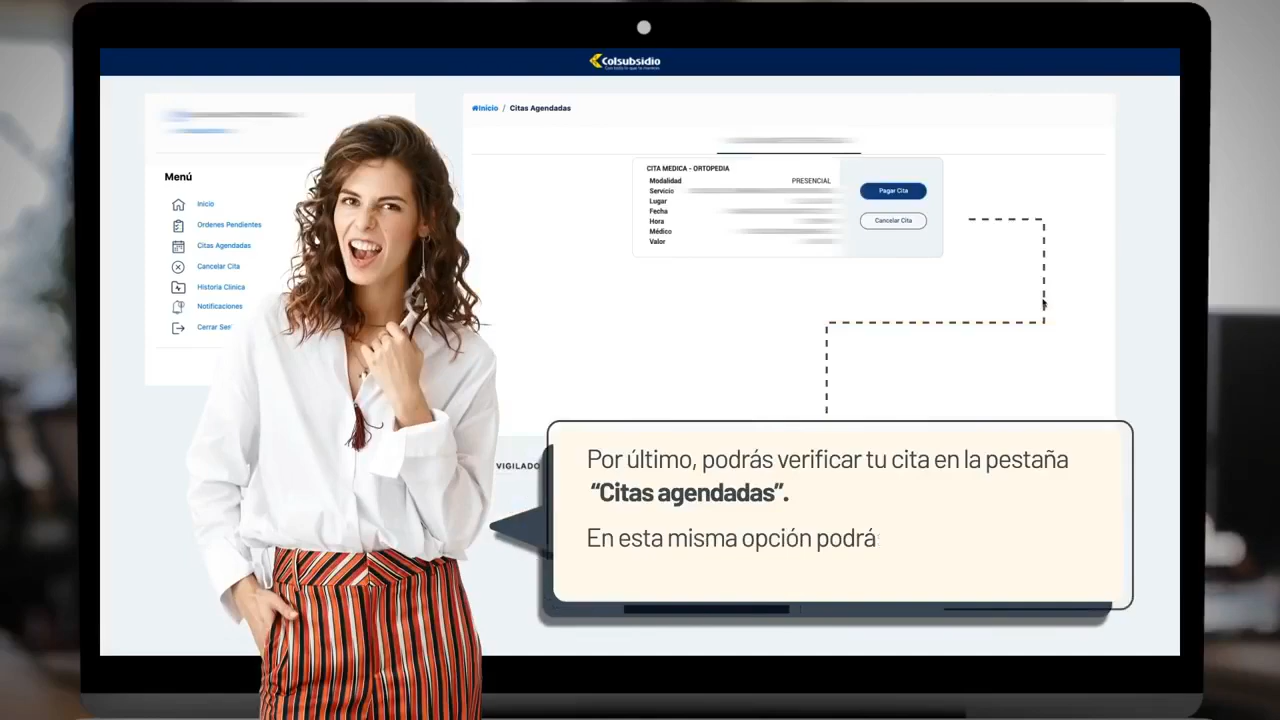 Colsubsidio
Inicio / Citas Agendadas
Menú
Inicio
Ordenes Pendientes
Citas Agendadas
Cancelar Cita
Historia Clínica
Notificaciones
Cerrar Ses
CITA MEDICA - ORTOPEDIA
Modalidad PRESENCIAL
Servicio
Lugar
Fecha
Hora
Médico
Valor
Pagar Cita
Cancelar Cita
VIGILADO
Por último, podrás verificar tu cita en la pestaña
“Citas agendadas”.
En esta misma opción podrá